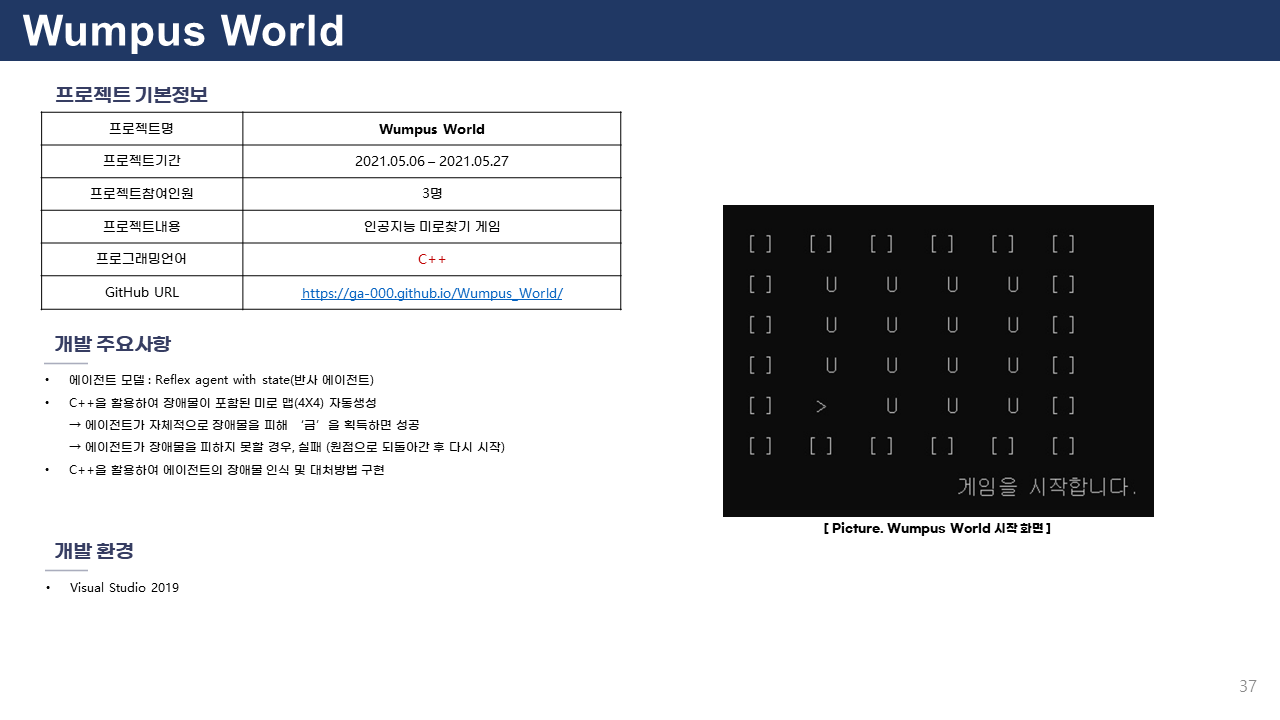 Wumpus World
프로젝트 기본정보
프로젝트명 Wumpus World
프로젝트기간 2021.05.06 – 2021.05.27
프로젝트참여인원 3명
프로젝트내용 인공지능 미로찾기 게임
프로그래밍언어 C++
GitHub URL https://ga-000.github.io/Wumpus_World/
개발 주요사항
• 에이전트 모델 : Reflex agent with state(반사 에이전트)
• C++을 활용하여 장애물이 포함된 미로 맵(4X4) 자동생성
→ 에이전트가 자체적으로 장애물을 피해 ‘금’을 획득하면 성공
→ 에이전트가 장애물을 피하지 못할 경우, 실패 (원점으로 되돌아간 후 다시 시작)
• C++을 활용하여 에이전트의 장애물 인식 및 대처방법 구현
개발 환경
• Visual Studio 2019
[ ] [ ] [ ] [ ] [ ] [ ]
[ ] U U U U [ ]
[ ] U U U U [ ]
[ ] U U U U [ ]
[ ] > U U U [ ]
[ ] [ ] [ ] [ ] [ ] [ ]
게임을 시작합니다.
[ Picture. Wumpus World 시작 화면 ]
37